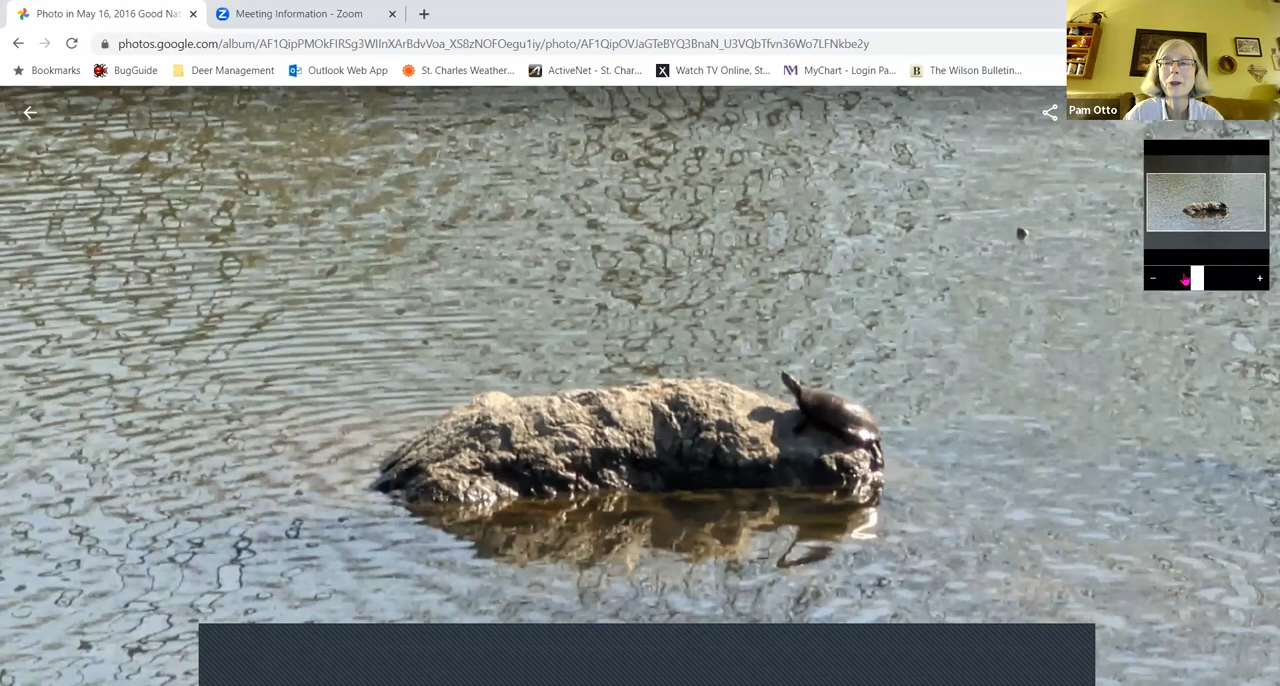 Photo in May 16, 2016 Good Nat
Meeting Information - Zoom
photos.google.com/album/AF1QipPMOkFIRSg3WIInXArBdvVoa_XS8zNOFOegu1iy/photo/AF1QipOVJaGTeBYQ3BnaN_U3VQbTfvn36Wo7LFNkbe2y
Bookmarks BugGuide Deer Management Outlook Web App St. Charles Weather... ActiveNet - St. Char... Watch TV Online, St... MyChart - Login Pa... The Wilson Bulletin...
Pam Otto